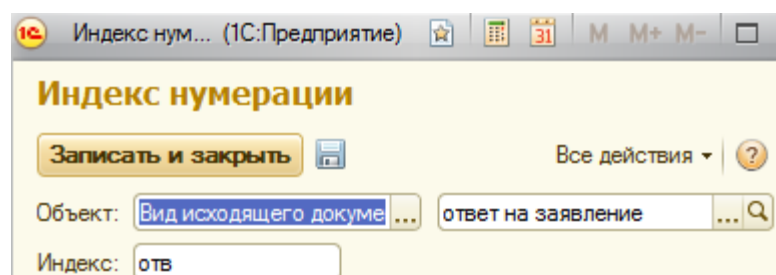 1С Индекс нум... (1С:Предприятие) 31 M M+ M-
Индекс нумерации
Записать и закрыть Все действия ?
Объект: Вид исходящего докуме ... ответ на заявление ...
Индекс: отв